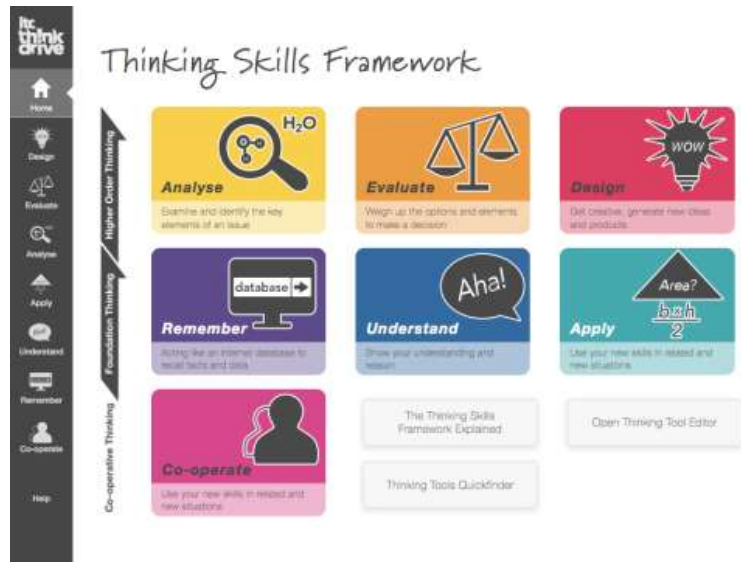 itc
think
drive
Home
Design
Evaluate
Analyse
Apply
Understand
Remember
Co-operate
Help
Thinking Skills Framework
Higher Order Thinking
Foundation Thinking
Co-operative Thinking
H₂O
Analyse
Examine and identify the key
elements of an issue
Evaluate
Weigh up the options and elements
to make a decision
WOW
Design
Get creative, generate new ideas
and products
database
Remember
Acting like an internet database to
recall facts and data
Aha!
Understand
Show your understanding and
reason
Area?
b x h
2
Apply
Use your new skills in related and
new situations
Co-operate
Use your new skills in related and
new situations
The Thinking Skills
Framework Explained
Open Thinking Tool Editor
Thinking Tools Quickfinder